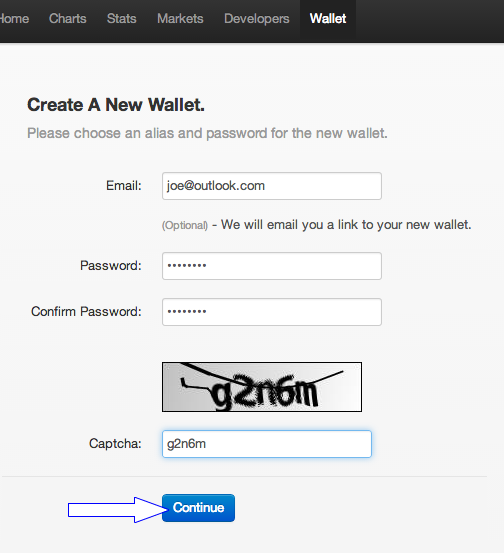 Home Charts Stats Markets Developers Wallet
Create A New Wallet.
Please choose an alias and password for the new wallet.
Email: joe@outlook.com
(Optional) - We will email you a link to your new wallet.
Password: ••••••••
Confirm Password: ••••••••
g2n6m
Captcha: g2n6m
Continue